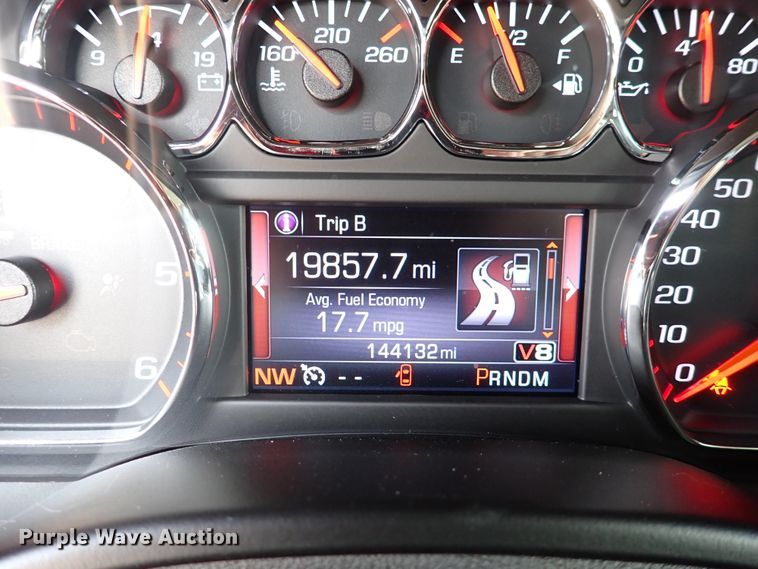 9 14 19
160 210 260
E 1/2 F
0 40 80
Trip B
19857.7 mi
Avg. Fuel Economy
17.7 mpg
144132 mi V8
NW -- PRNDM
5
6
50
40
30
20
10
0
Purple Wave Auction